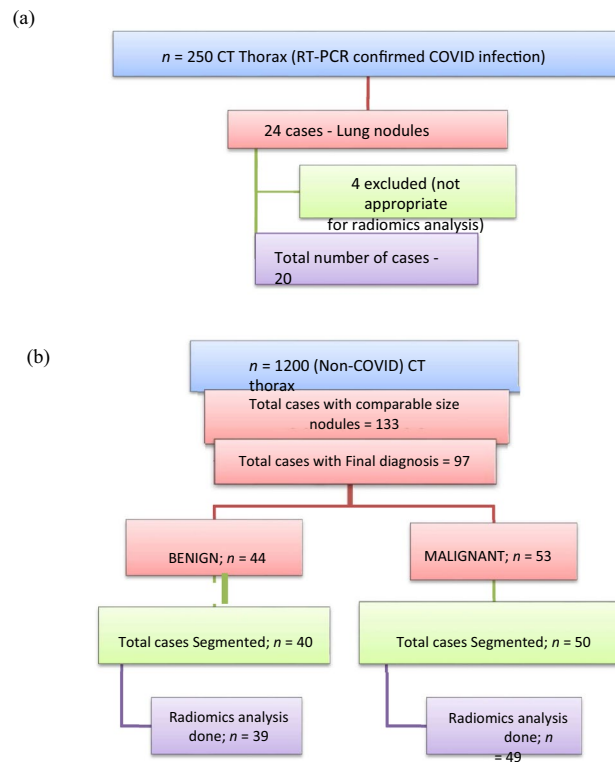 (a)
n = 250 CT Thorax (RT-PCR confirmed COVID infection)
24 cases - Lung nodules
4 excluded (not
appropriate
for radiomics analysis)
Total number of cases -
20
(b)
n = 1200 (Non-COVID) CT
thorax
Total cases with comparable size
nodules = 133
Total cases with Final diagnosis = 97
BENIGN; n = 44
MALIGNANT; n = 53
Total cases Segmented; n = 40
Total cases Segmented; n = 50
Radiomics analysis
done; n = 39
Radiomics analysis
done; n
= 49